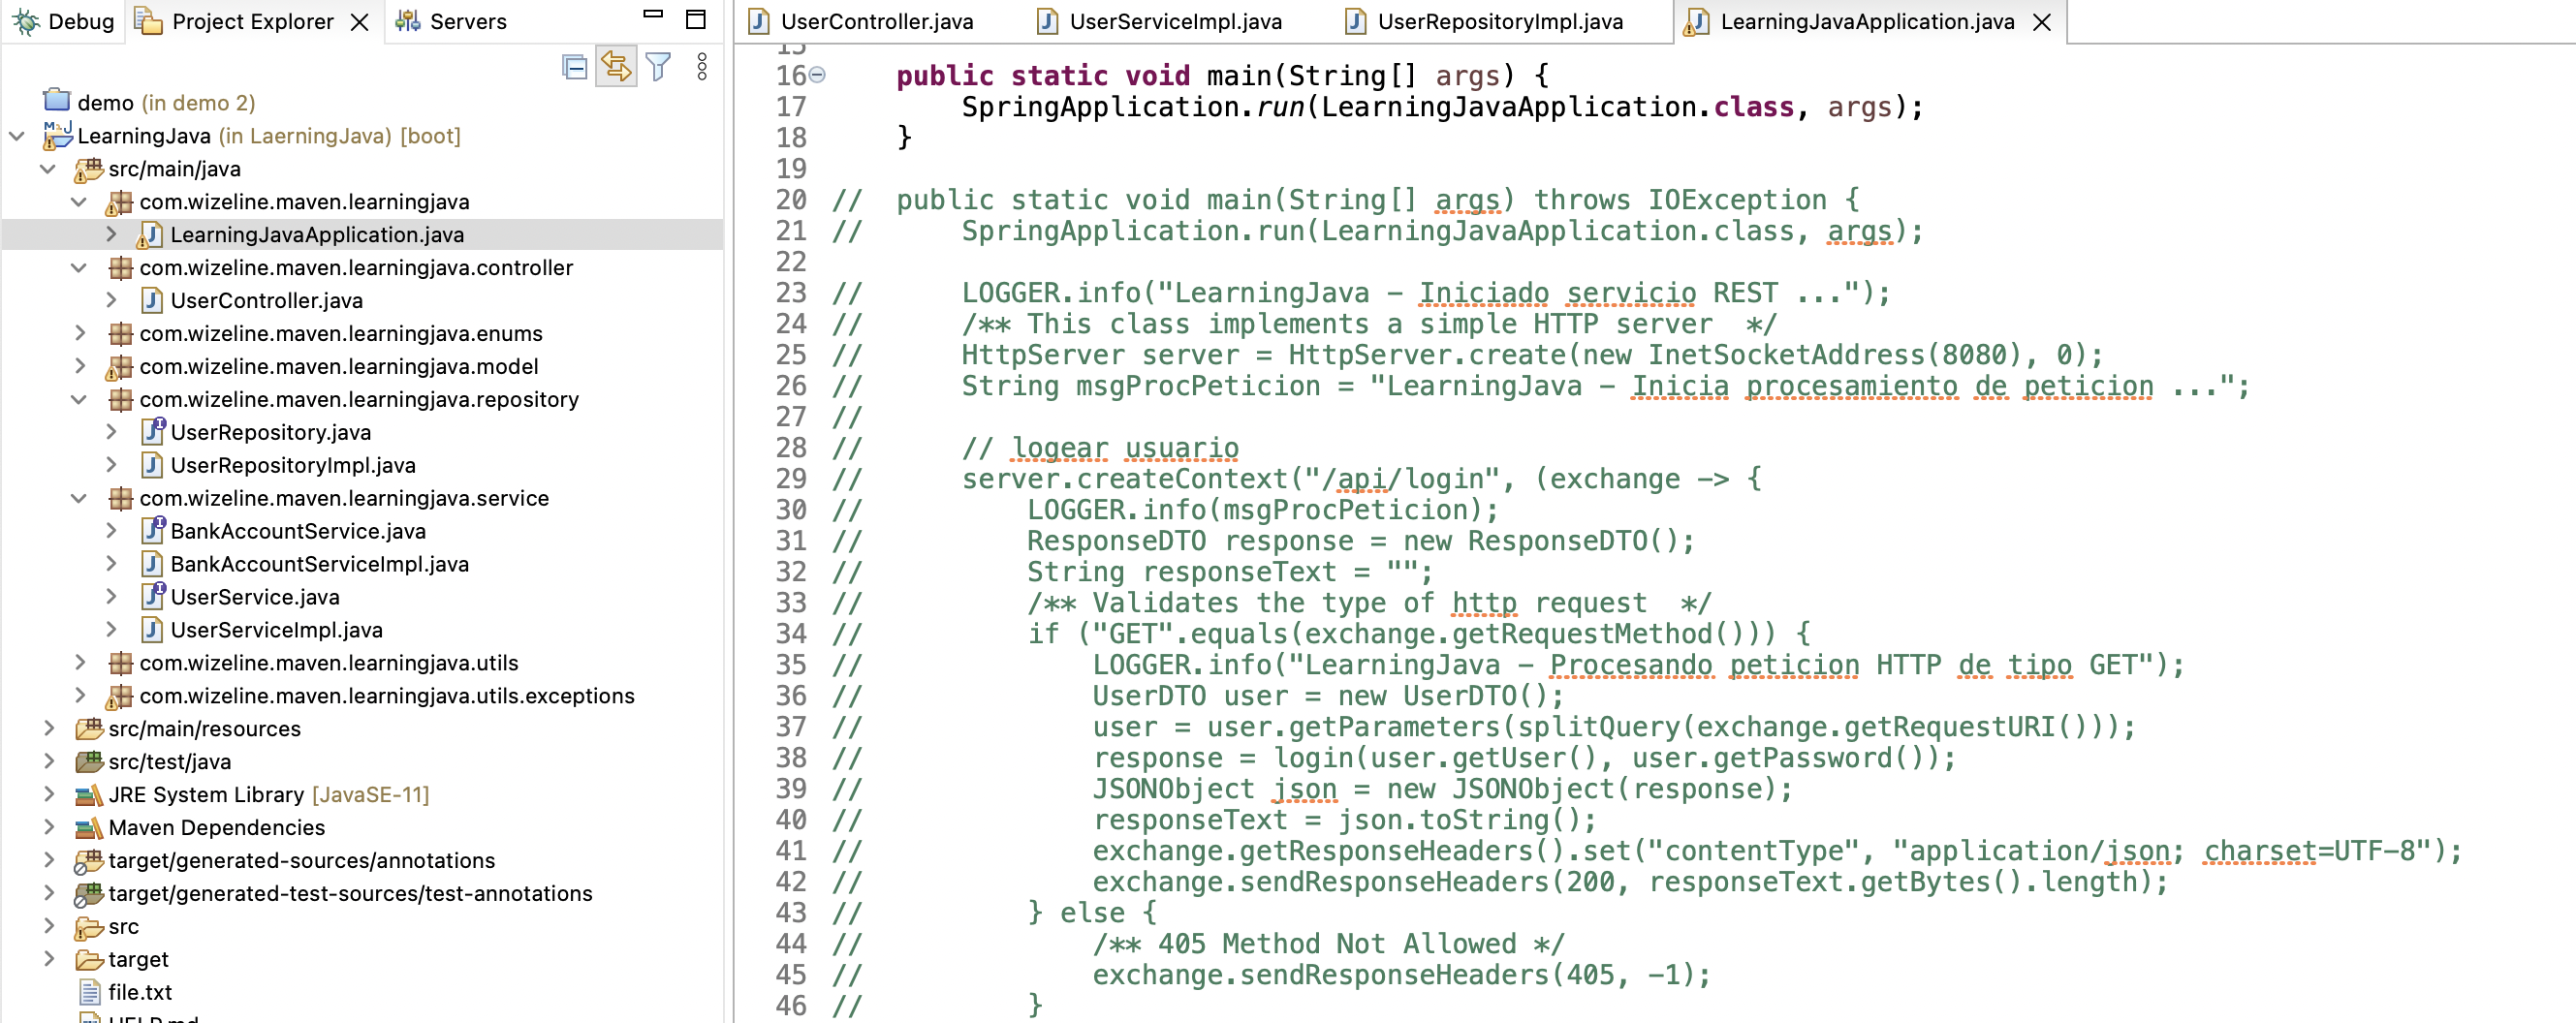 Debug
Project Explorer
Servers
demo (in demo 2)
LearningJava (in LaerningJava) [boot]
src/main/java
com.wizeline.maven.learningjava
LearningJavaApplication.java
com.wizeline.maven.learningjava.controller
UserController.java
com.wizeline.maven.learningjava.enums
com.wizeline.maven.learningjava.model
com.wizeline.maven.learningjava.repository
UserRepository.java
UserRepositoryImpl.java
com.wizeline.maven.learningjava.service
BankAccountService.java
BankAccountServiceImpl.java
UserService.java
UserServiceImpl.java
com.wizeline.maven.learningjava.utils
com.wizeline.maven.learningjava.utils.exceptions
src/main/resources
src/test/java
JRE System Library [JavaSE-11]
Maven Dependencies
target/generated-sources/annotations
target/generated-test-sources/test-annotations
src
target
file.txt
HELP.md
UserController.java
UserServiceImpl.java
UserRepositoryImpl.java
LearningJavaApplication.java
15
16 public static void main(String[] args) {
17 SpringApplication.run(LearningJavaApplication.class, args);
18 }
19
20 // public static void main(String[] args) throws IOException {
21 // SpringApplication.run(LearningJavaApplication.class, args);
22
23 // LOGGER.info("LearningJava - Iniciado servicio REST ...");
24 // /** This class implements a simple HTTP server */
25 // HttpServer server = HttpServer.create(new InetSocketAddress(8080), 0);
26 // String msgProcPeticion = "LearningJava - Inicia procesamiento de peticion ...";
27 //
28 // // logear usuario
29 // server.createContext("/api/login", (exchange -> {
30 // LOGGER.info(msgProcPeticion);
31 // ResponseDTO response = new ResponseDTO();
32 // String responseText = "";
33 // /** Validates the type of http request */
34 // if ("GET".equals(exchange.getRequestMethod())) {
35 // LOGGER.info("LearningJava - Procesando peticion HTTP de tipo GET");
36 // UserDTO user = new UserDTO();
37 // user = user.getParameters(splitQuery(exchange.getRequestURI()));
38 // response = login(user.getUser(), user.getPassword());
39 // JSONObject json = new JSONObject(response);
40 // responseText = json.toString();
41 // exchange.getResponseHeaders().set("contentType", "application/json; charset=UTF-8");
42 // exchange.sendResponseHeaders(200, responseText.getBytes().length);
43 // } else {
44 // /** 405 Method Not Allowed */
45 // exchange.sendResponseHeaders(405, -1);
46 // }